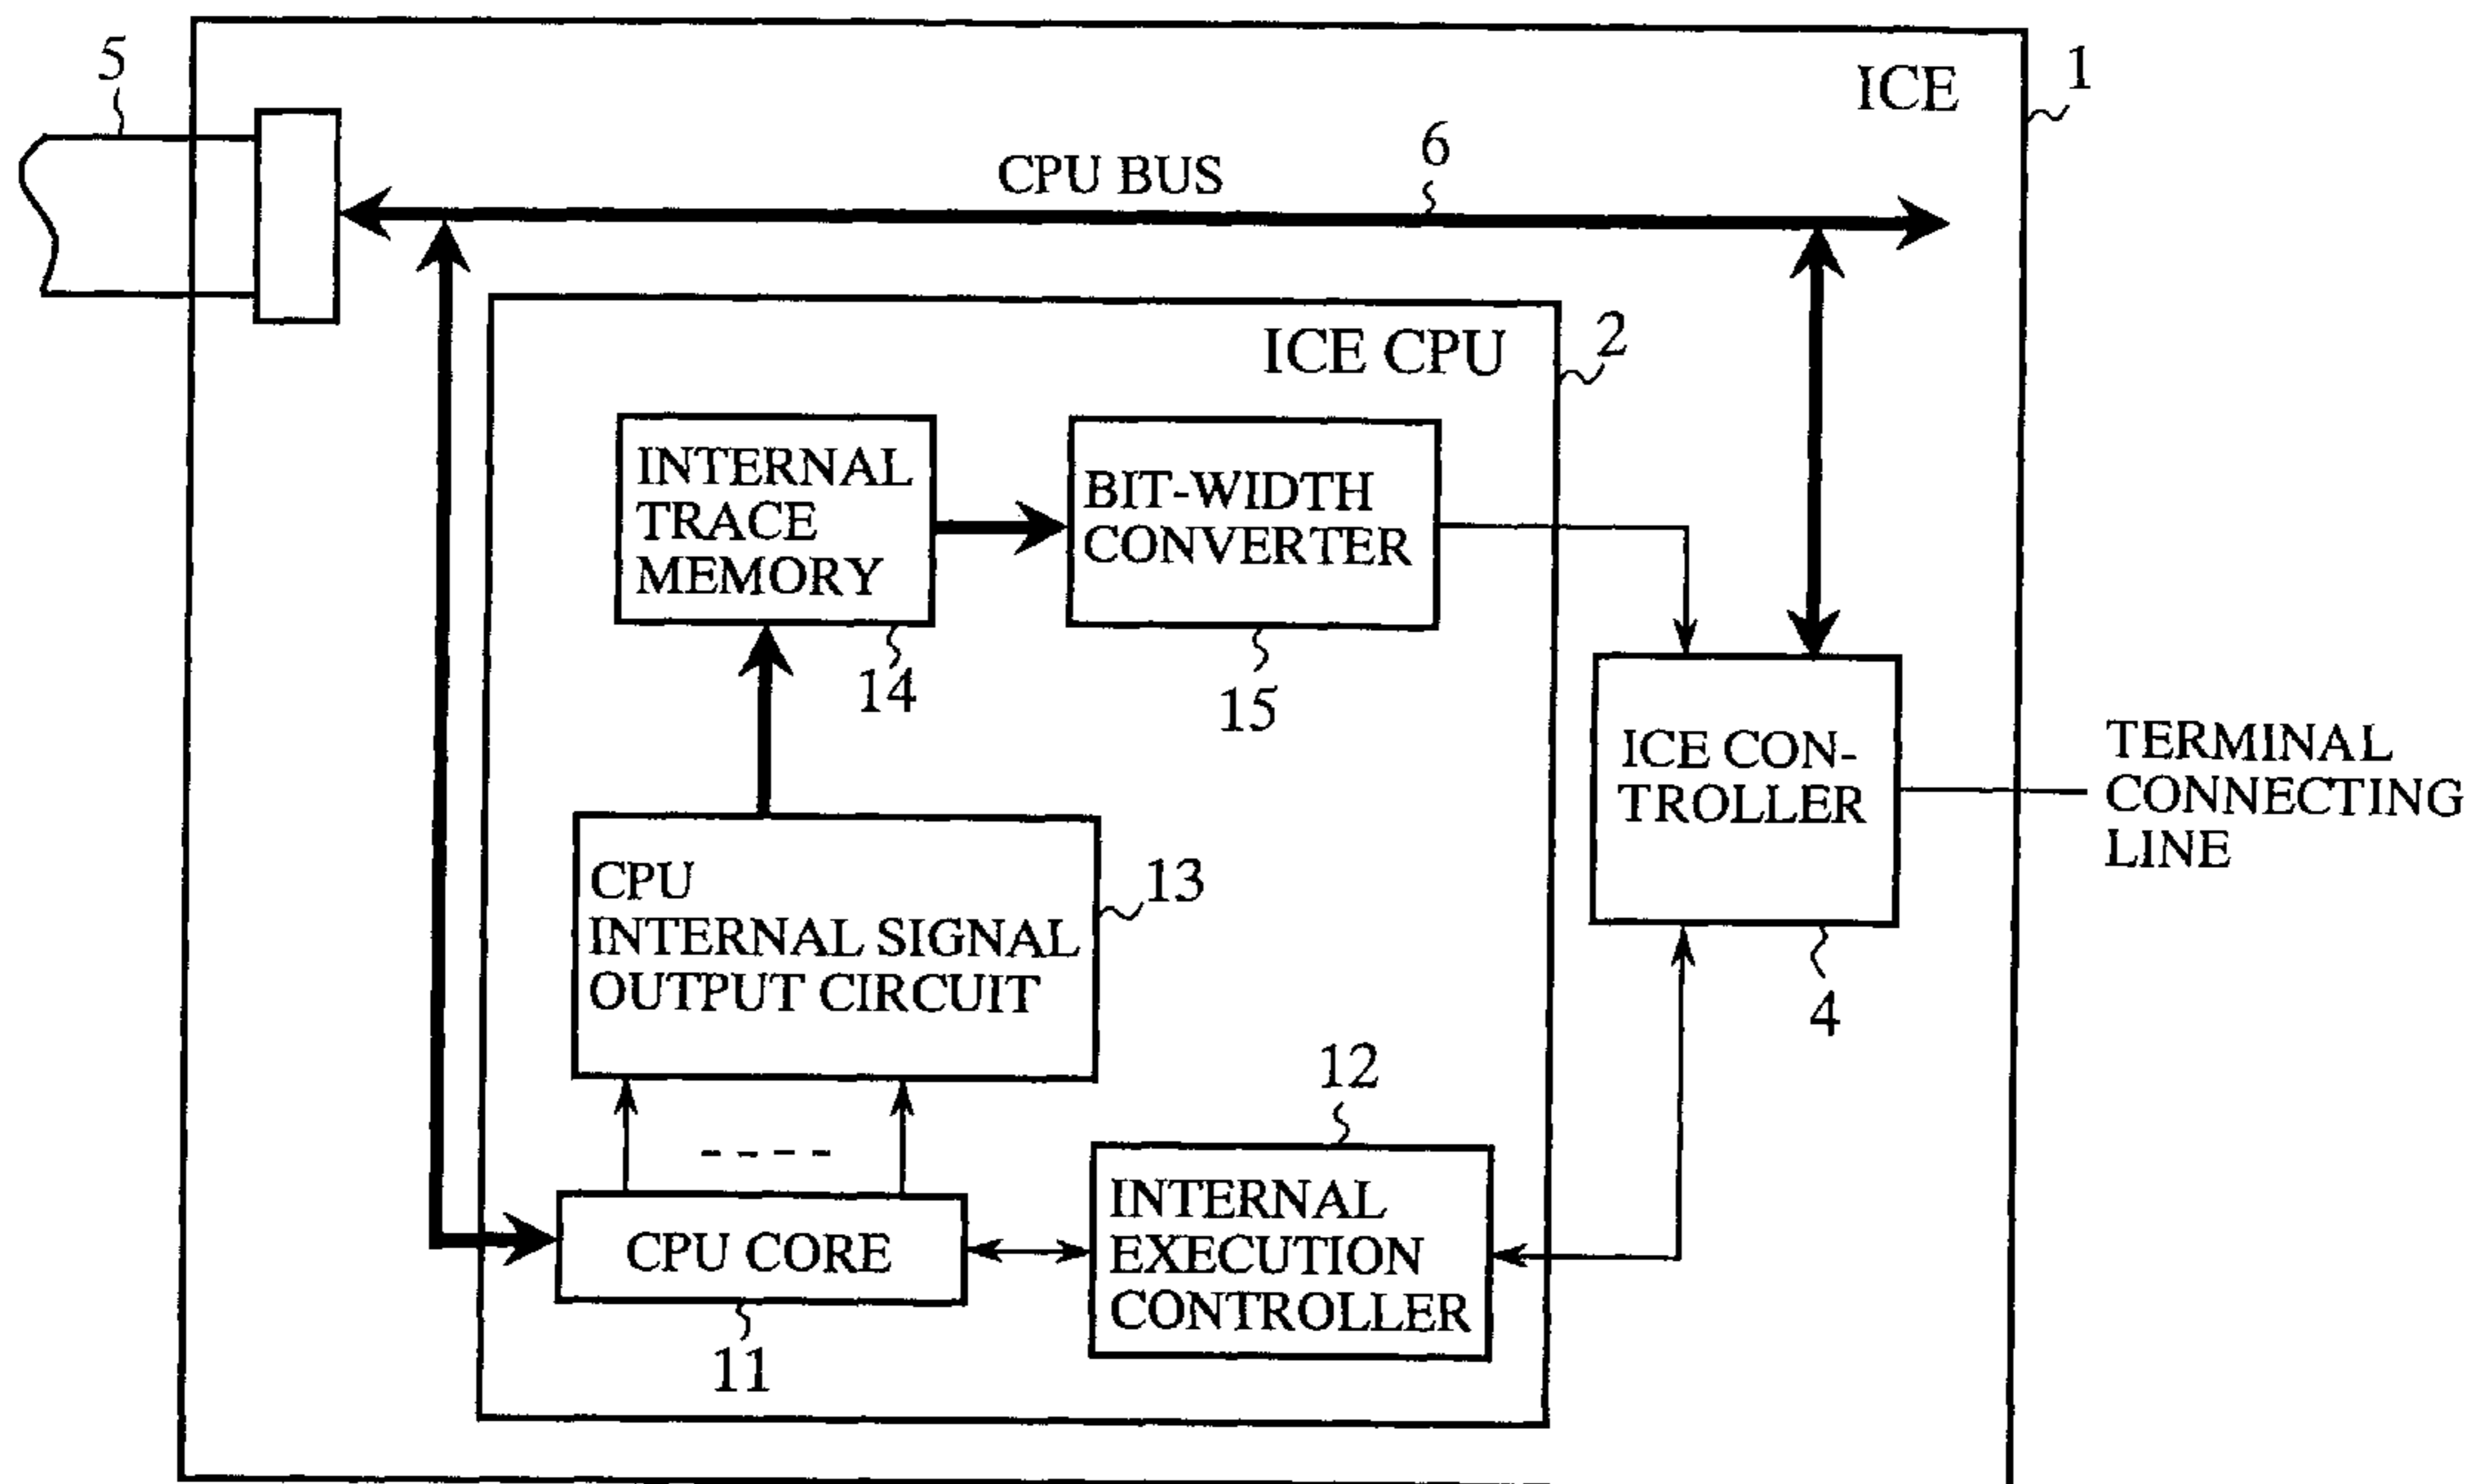 5
ICE
1
CPU BUS
6
ICE CPU
2
INTERNAL
TRACE
MEMORY
14
BIT-WIDTH
CONVERTER
15
ICE CON-
TROLLER
4
TERMINAL
CONNECTING
LINE
CPU
INTERNAL SIGNAL
OUTPUT CIRCUIT
13
12
CPU CORE
11
INTERNAL
EXECUTION
CONTROLLER